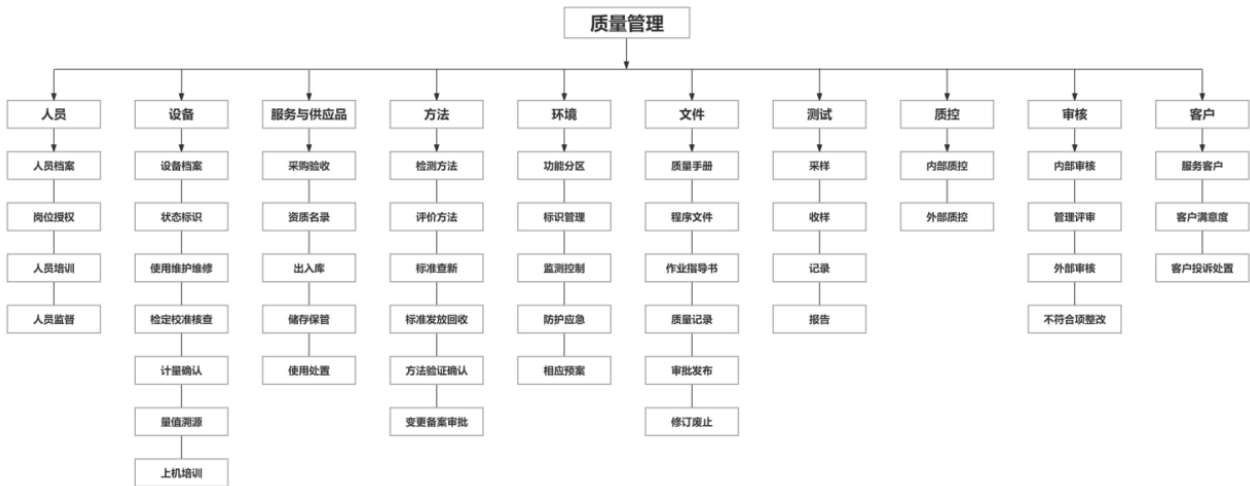 质量管理
人员
设备
服务与供应品
方法
环境
文件
测试
质控
审核
客户
人员档案
设备档案
采购验收
检测方法
功能分区
质量手册
采样
内部质控
内部审核
服务客户
岗位授权
状态标识
资质名录
评价方法
标识管理
程序文件
收样
外部质控
管理评审
客户满意度
人员培训
使用维护维修
出入库
标准查新
监测控制
作业指导书
记录
外部审核
客户投诉处置
人员监督
检定校准核查
储存保管
标准发放回收
防护应急
质量记录
报告
不符合项整改
计量确认
使用处置
方法验证确认
相应预案
审批发布
量值溯源
变更备案审批
修订废止
上机培训